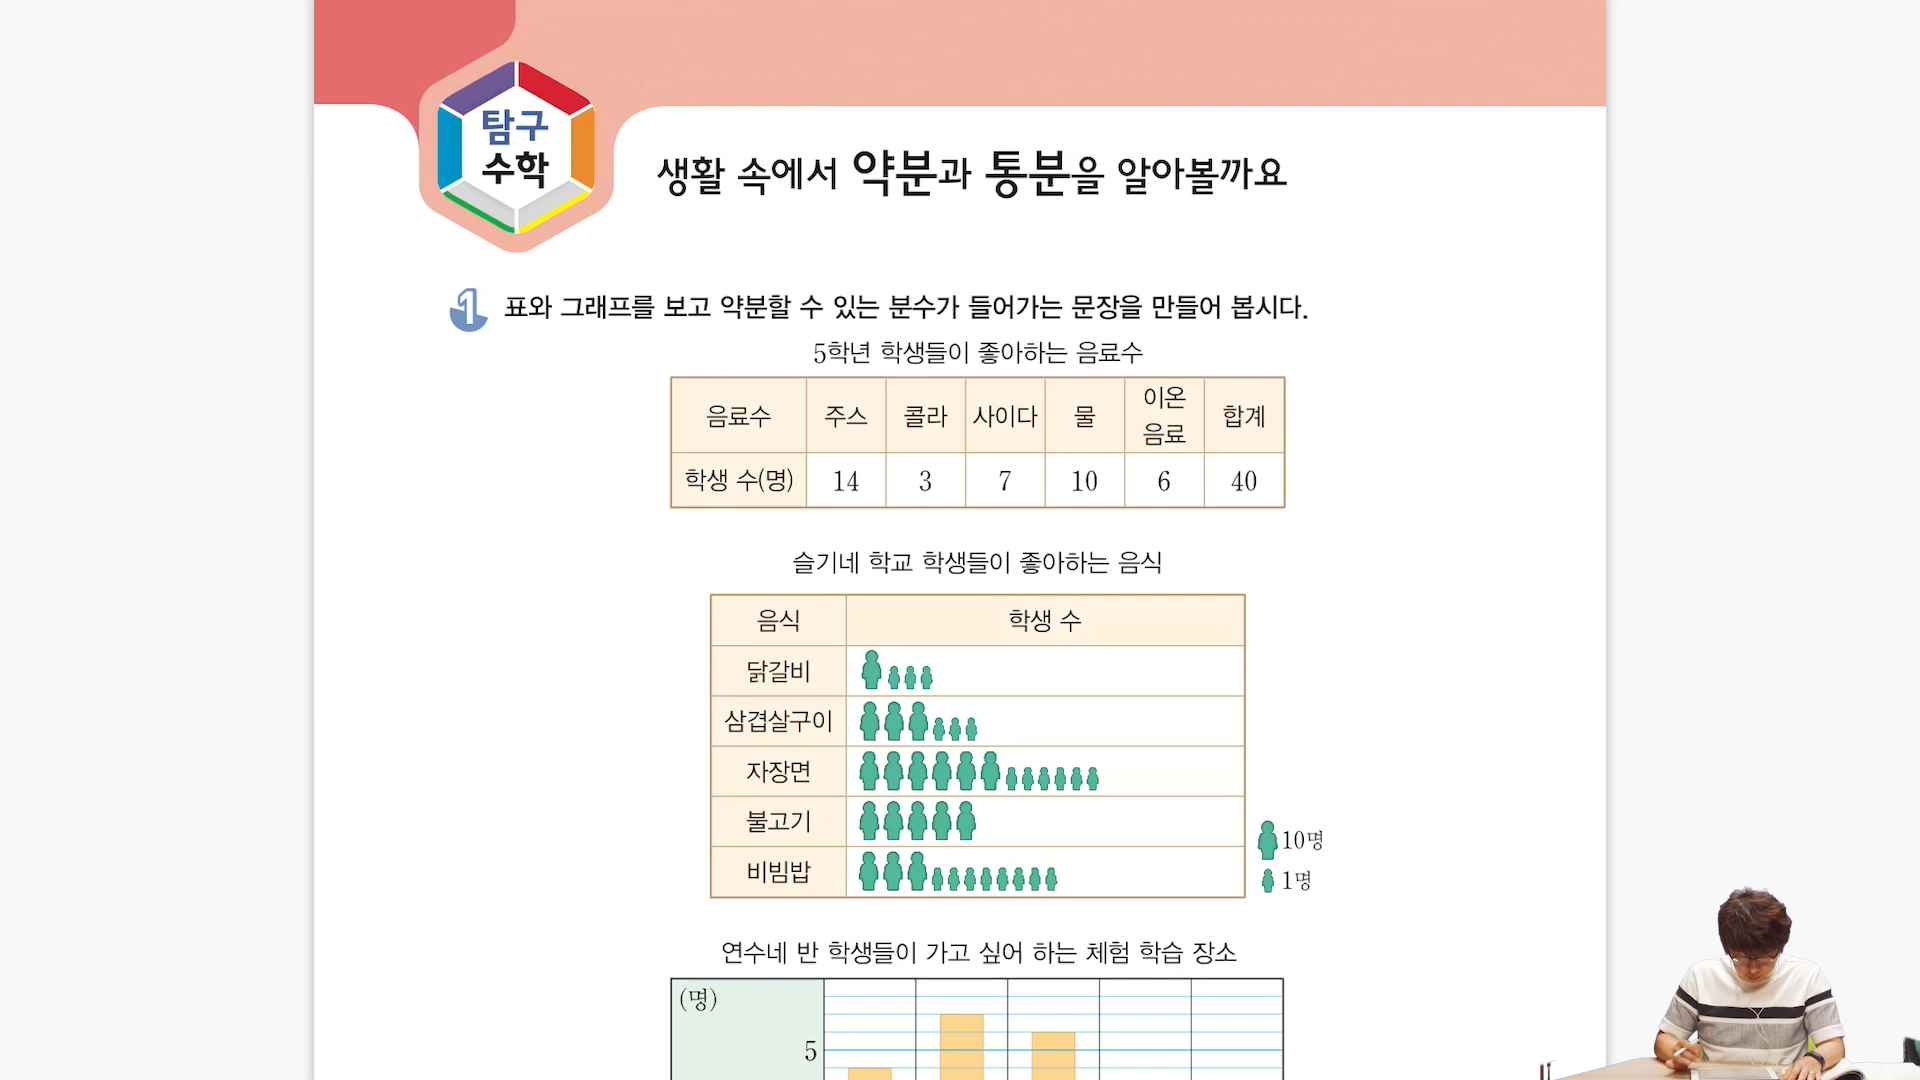 탐구
수학
생활 속에서 약분과 통분을 알아볼까요
1 표와 그래프를 보고 약분할 수 있는 분수가 들어가는 문장을 만들어 봅시다.
5학년 학생들이 좋아하는 음료수
음료수 주스 콜라 사이다 물 이온 음료 합계
학생 수(명) 14 3 7 10 6 40
슬기네 학교 학생들이 좋아하는 음식
음식 학생 수
닭갈비
삼겹살구이
자장면
불고기
비빔밥
10명
1명
연수네 반 학생들이 가고 싶어 하는 체험 학습 장소
(명)
5